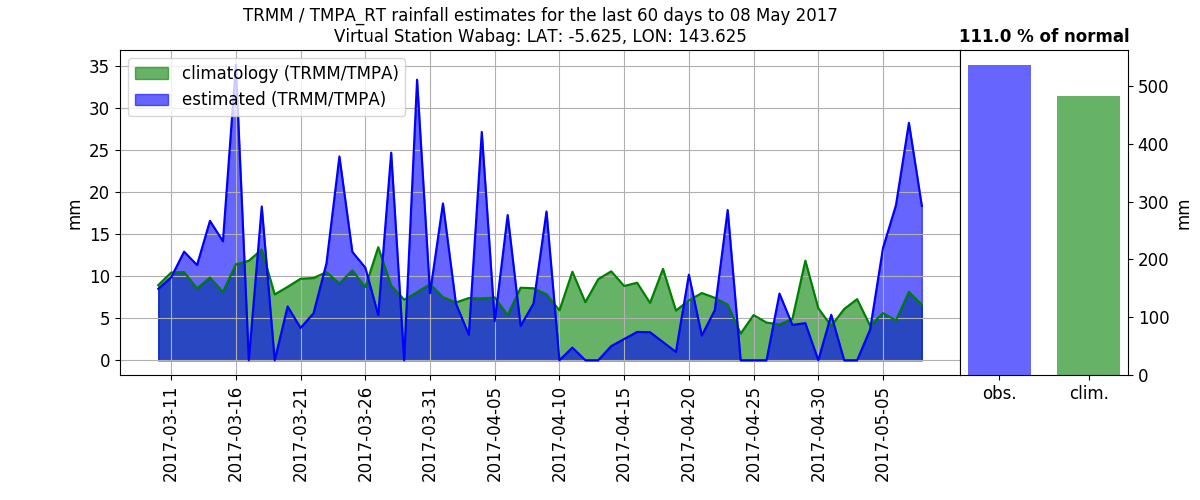 TRMM / TMPA_RT rainfall estimates for the last 60 days to 08 May 2017
Virtual Station Wabag: LAT: -5.625, LON: 143.625
111.0 % of normal
climatology (TRMM/TMPA)
estimated (TRMM/TMPA)
mm
35
30
25
20
15
10
5
0
2017-03-11
2017-03-16
2017-03-21
2017-03-26
2017-03-31
2017-04-05
2017-04-10
2017-04-15
2017-04-20
2017-04-25
2017-04-30
2017-05-05
500
400
300
200
100
0
mm
obs.
clim.